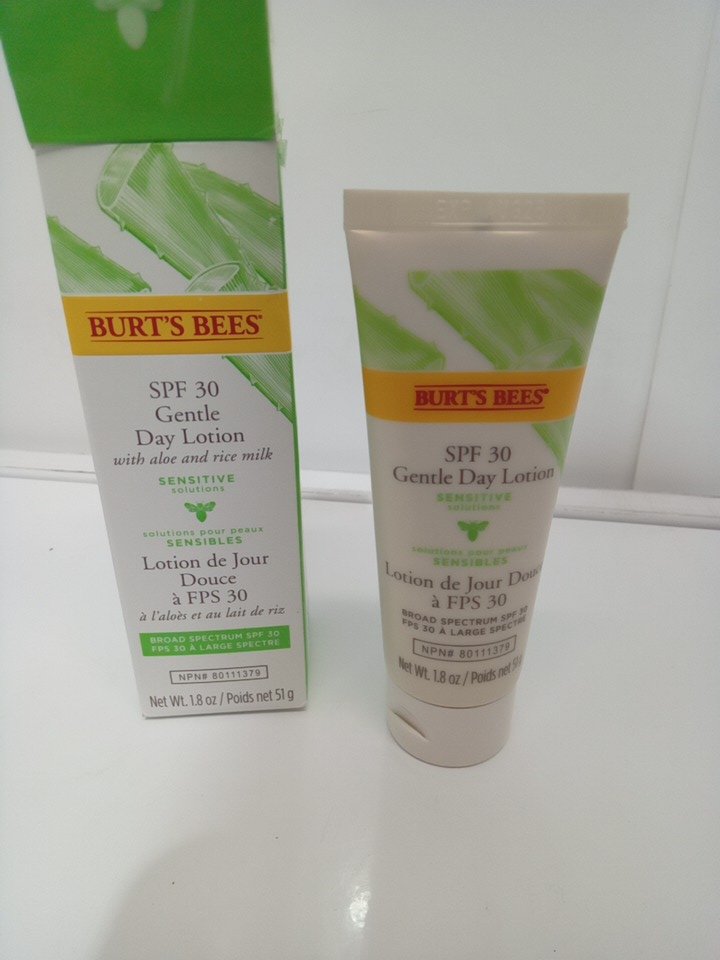 BURT'S BEES®
SPF 30
Gentle
Day Lotion
with aloe and rice milk
SENSITIVE
solutions
solutions pour peaux
SENSIBLES
Lotion de Jour
Douce
à FPS 30
à l'aloès et au lait de riz
BROAD SPECTRUM SPF 30
FPS 30 À LARGE SPECTRE
NPN# 80111379
Net Wt. 1.8 oz / Poids net 51 g
BURT'S BEES®
SPF 30
Gentle Day Lotion
SENSITIVE
solutions
solutions pour peaux
SENSIBLES
Lotion de Jour
à FPS 30
BROAD SPECTRUM SPF 30
FPS 30 À LARGE SPECTRE
NPN# 80111379
Net Wt. 1.8 oz / Poids net